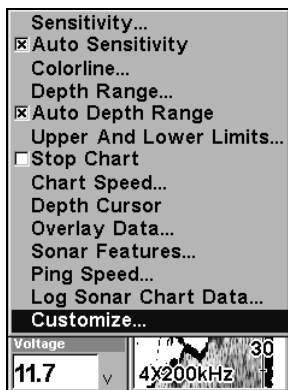 Sensitivity...
Auto Sensitivity
Colorline...
Depth Range...
Auto Depth Range
Upper And Lower Limits...
Stop Chart
Chart Speed...
Depth Cursor
Overlay Data...
Sonar Features...
Ping Speed...
Log Sonar Chart Data...
Customize...
Voltage
30
11.7 V
4X200kHz